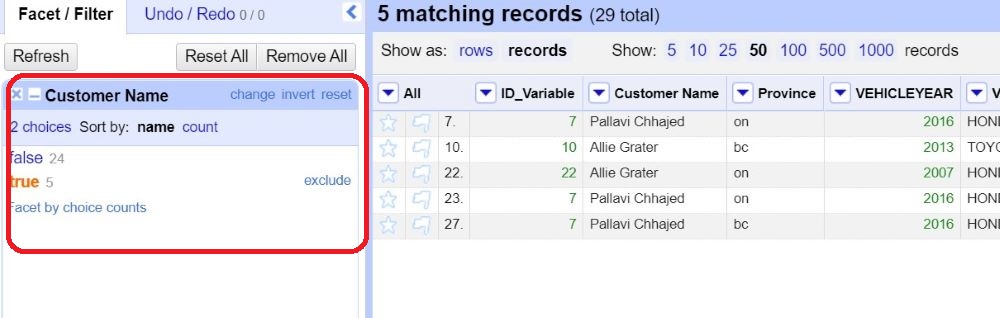 Facet / Filter Undo / Redo 0 / 0
Refresh Reset All Remove All
Customer Name change invert reset
2 choices Sort by: name count
false 24
true 5 exclude
Facet by choice counts
5 matching records (29 total)
Show as: rows records Show: 5 10 25 50 100 500 1000 records
All ID_Variable Customer Name Province VEHICLEYEAR V
7. 7 Pallavi Chhajed on 2016 HOND
10. 10 Allie Grater bc 2013 TOYO
22. 22 Allie Grater on 2007 HOND
23. 7 Pallavi Chhajed on 2016 HOND
27. 7 Pallavi Chhajed bc 2016 HOND